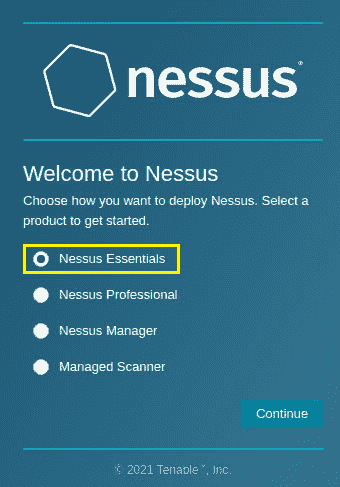 nessus®
Welcome to Nessus
Choose how you want to deploy Nessus. Select a
product to get started.
Nessus Essentials
Nessus Professional
Nessus Manager
Managed Scanner
Continue
© 2021 Tenable™, Inc.